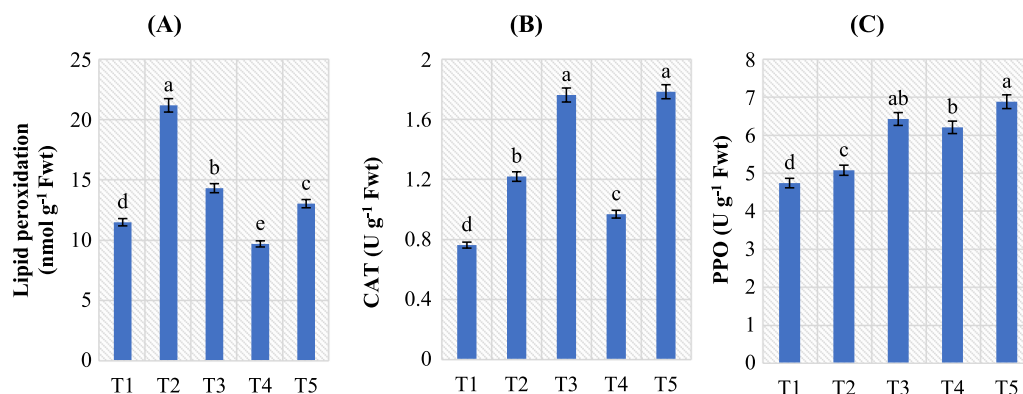 (A)
Lipid peroxidation
(nmol g⁻¹ Fwt)
25
20
15
10
5
0
d
a
b
e
c
T1 T2 T3 T4 T5
(B)
CAT (U g⁻¹ Fwt)
2
1.6
1.2
0.8
0.4
0
d
b
a
c
a
T1 T2 T3 T4 T5
(C)
PPO (U g⁻¹ Fwt)
8
7
6
5
4
3
2
1
0
d
c
ab
b
a
T1 T2 T3 T4 T5